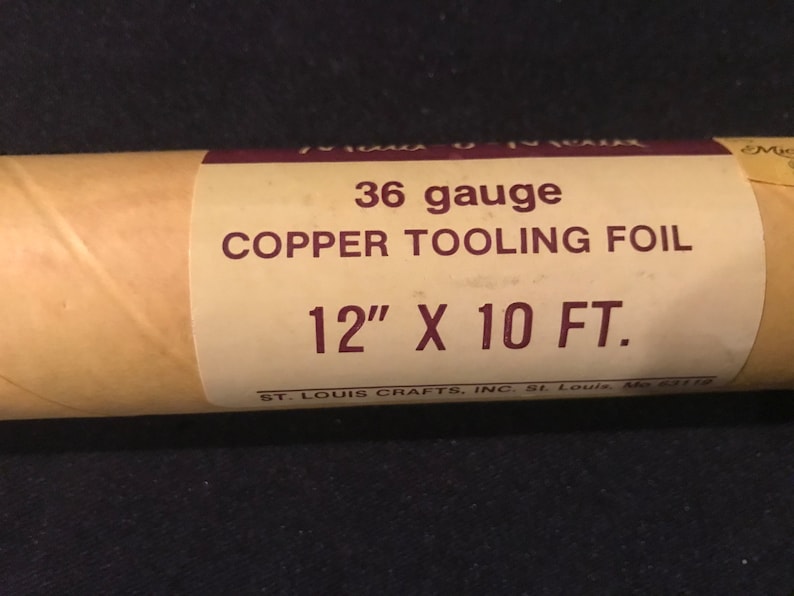 36 gauge
COPPER TOOLING FOIL
12" X 10 FT.
ST. LOUIS CRAFTS, INC. St. Louis, Mo 63119